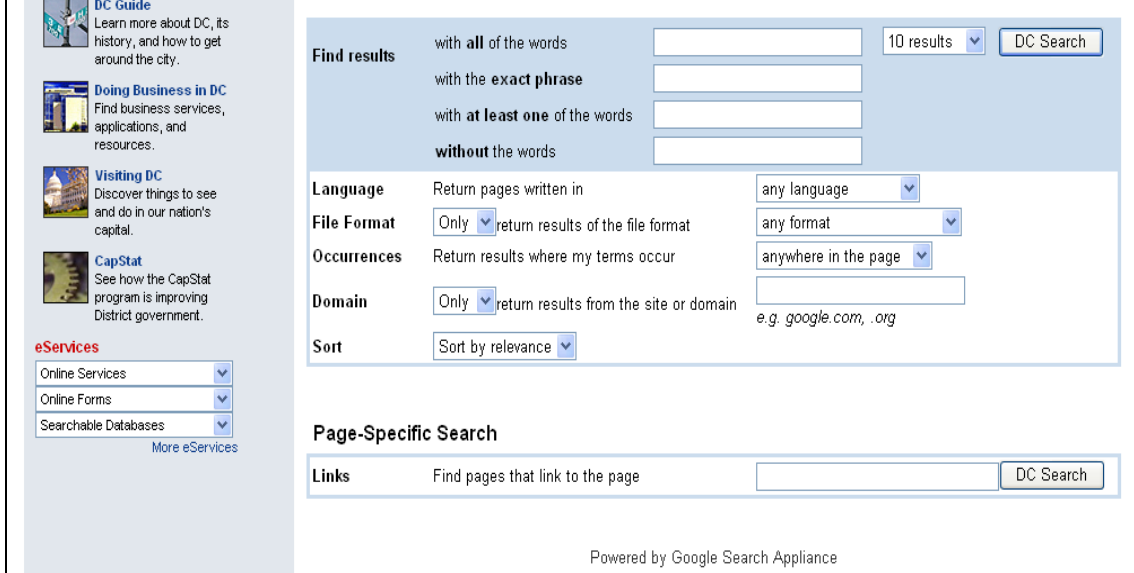 DC Guide
Learn more about DC, its
history, and how to get
around the city.
Doing Business in DC
Find business services,
applications, and
resources.
Visiting DC
Discover things to see
and do in our nation's
capital.
CapStat
See how the CapStat
program is improving
District government.
eServices
Online Services
Online Forms
Searchable Databases
More eServices
Find results
with all of the words
10 results
DC Search
with the exact phrase
with at least one of the words
without the words
Language Return pages written in any language
File Format Only return results of the file format any format
Occurrences Return results where my terms occur anywhere in the page
Domain Only return results from the site or domain
e.g. google.com, .org
Sort Sort by relevance
Page-Specific Search
Links Find pages that link to the page DC Search
Powered by Google Search Appliance